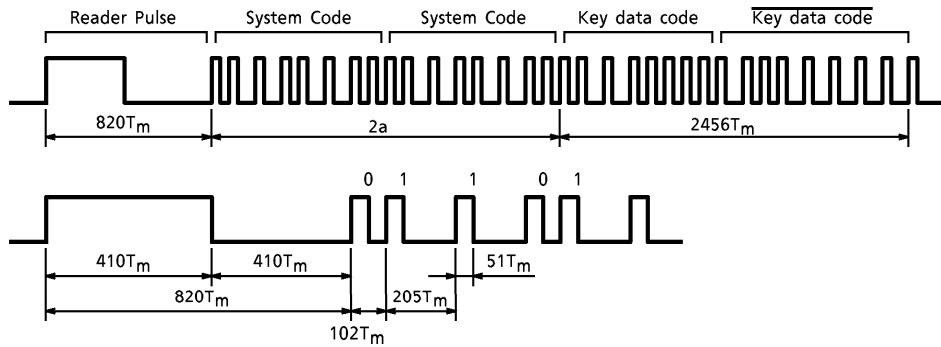 Reader Pulse System Code System Code Key data code Key data code
820Tm 2a 2456Tm
0 1 1 0 1
410Tm 410Tm 51Tm
820Tm 205Tm
102Tm